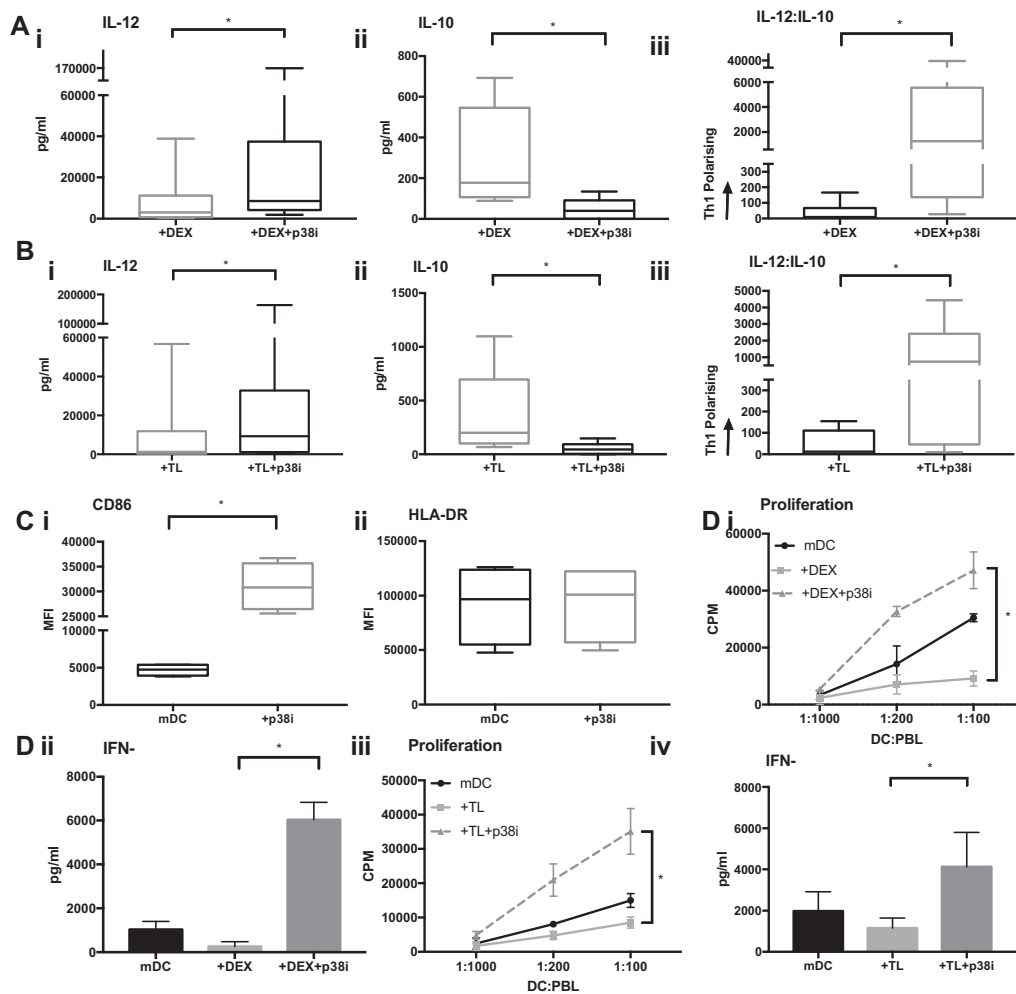 A i IL-12 * ii IL-10 * iii IL-12:IL-10 *
170000
60000
40000
20000
0
pg/ml
+DEX +DEX+p38i
800
600
400
200
0
pg/ml
+DEX +DEX+p38i
40000
6000
4000
2000
300
200
100
0
Th1 Polarising
+DEX +DEX+p38i
B i IL-12 * ii IL-10 * iii IL-12:IL-10 *
200000
100000
60000
40000
20000
0
pg/ml
+TL +TL+p38i
1500
1000
500
0
pg/ml
+TL +TL+p38i
5000
4000
3000
2000
1000
300
200
100
0
Th1 Polarising
+TL +TL+p38i
C i CD86 *
40000
35000
30000
25000
10000
5000
0
MFI
mDC +p38i
ii HLA-DR
150000
100000
50000
0
MFI
mDC +p38i
D i Proliferation
60000
40000
20000
0
CPM
mDC
+DEX
+DEX+p38i
*
1:1:1000 1:200 1:1:100
DC:PBL
D ii IFN- *
8000
6000
4000
2000
0
pg/ml
mDC +DEX +DEX+p38i
iii Proliferation
50000
40000
30000
20000
10000
0
CPM
mDC
+TL
+TL+p38i
*
1:1000 1:200 1:100
DC:PBL
iv IFN- *
8000
6000
4000
2000
0
pg/ml
mDC +TL +TL+p38i